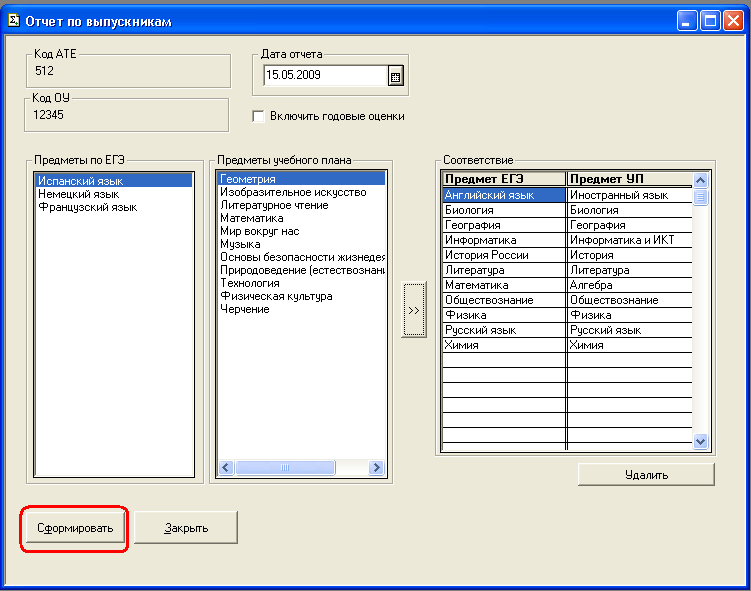 Отчет по выпускникам
Код АТЕ
512
Дата отчета
15.05.2009
Код ОУ
12345
Включить годовые оценки
Предметы по ЕГЭ
Испанский язык
Немецкий язык
Французский язык
Предметы учебного плана
Геометрия
Изобразительное искусство
Литературное чтение
Математика
Мир вокруг нас
Музыка
Основы безопасности жизнедея
Природоведение (естествознани
Технология
Физическая культура
Черчение
>>
Соответствие
Предмет ЕГЭ Предмет УП
Английский язык Иностранный язык
Биология Биология
География География
Информатика Информатика и ИКТ
История России История
Литература Литература
Математика Алгебра
Обществознание Обществознание
Физика Физика
Русский язык Русский язык
Химия Химия
Удалить
Сформировать
Закрыть